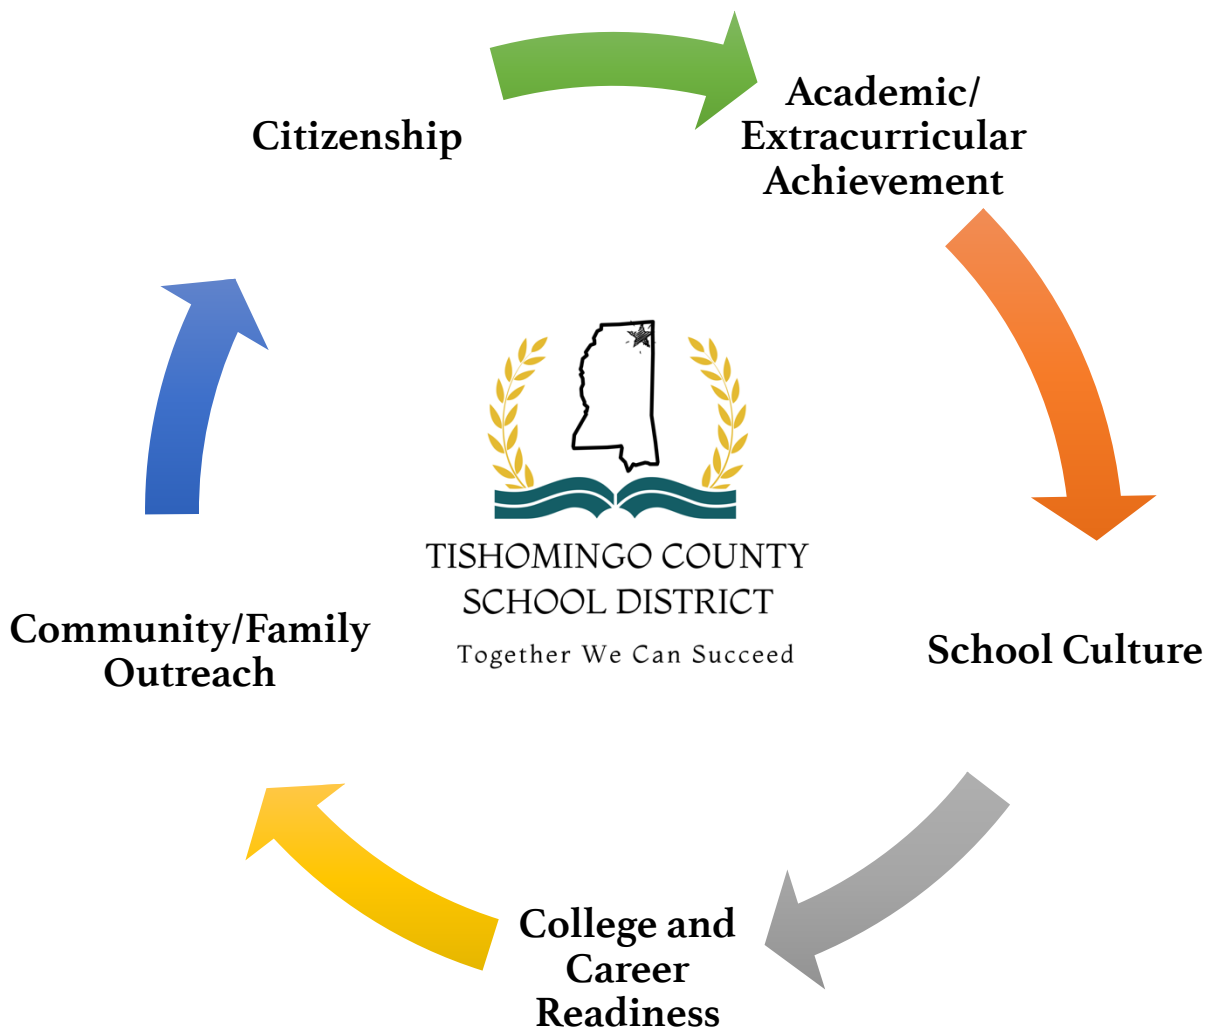 Citizenship
Academic/
Extracurricular
Achievement
TISHOMINGO COUNTY
SCHOOL DISTRICT
Together We Can Succeed
Community/Family
Outreach
School Culture
College and
Career
Readiness